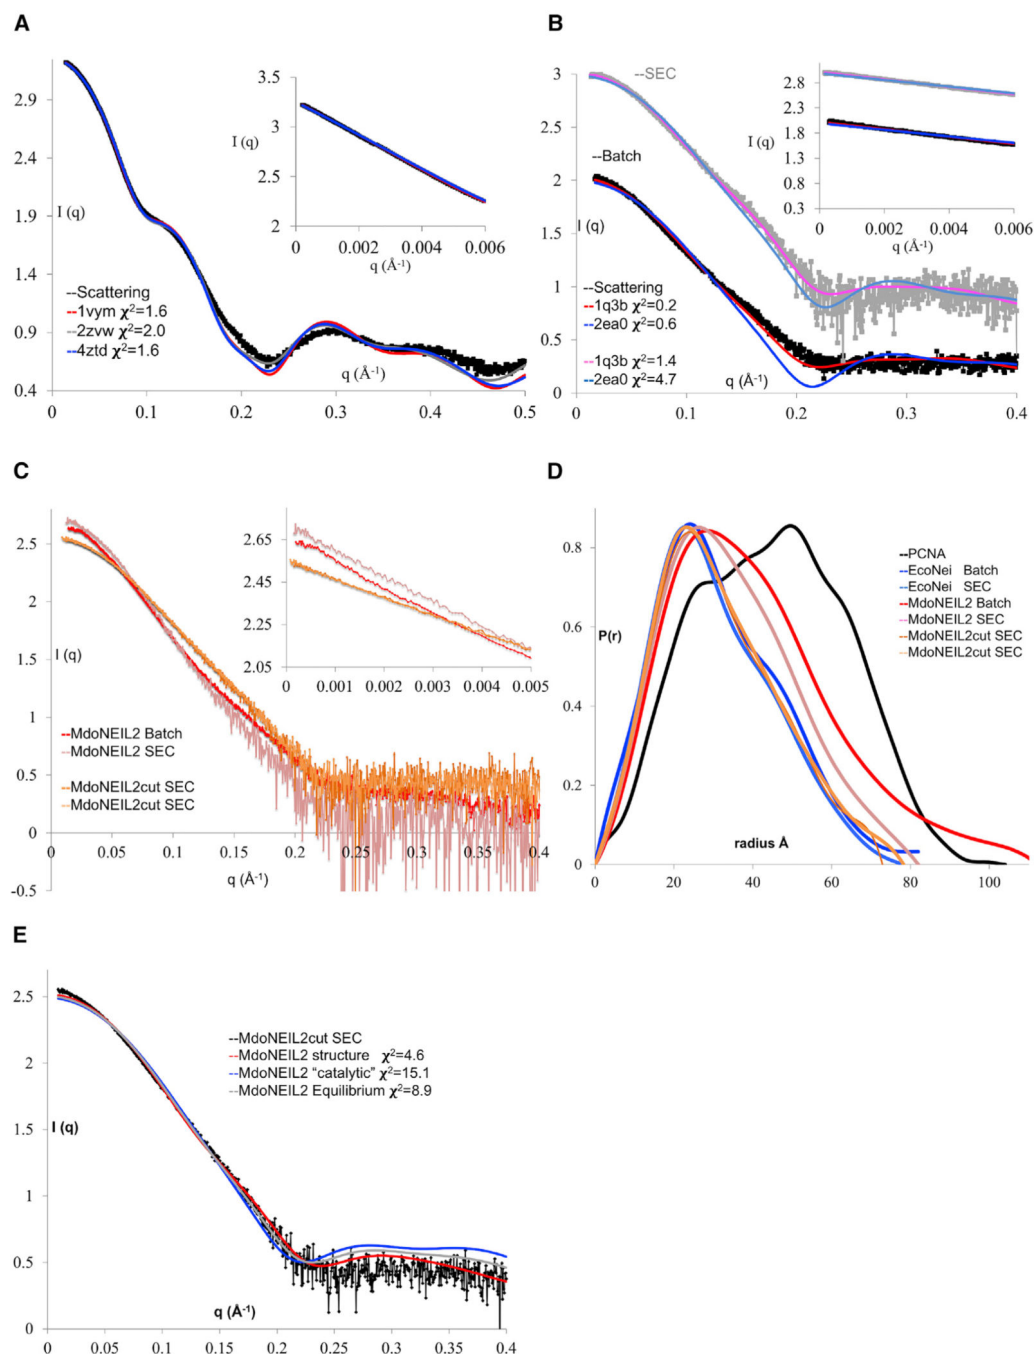 A
3.5
3
I (q)
2.5
2
0
0.002
0.004
0.006
q (Å⁻¹)
2.9
2.4
I (q)
1.9
1.4
0.9
0.4
--Scattering
--1vym χ²=1.6
--2zvw χ²=2.0
--4ztd χ²=1.6
q (Å⁻¹)
0
0.1
0.2
0.3
0.4
0.5
B
--SEC
2.8
2.3
I (q)
1.8
1.3
0.8
0.3
0
0.002
0.004
0.006
q (Å⁻¹)
3
2.5
2
--Batch
I (q)
1.5
1
0.5
0
--Scattering
--1q3b χ²=0.2
--2ea0 χ²=0.6
--1q3b χ²=1.4
--2ea0 χ²=4.7
q (Å⁻¹)
0.1
0.2
0.3
0.4
C
2.65
2.55
2.45
2.35
2.25
2.15
2.05
0
0.001
0.002
0.003
0.004
0.005
2.5
2
I (q)
1.5
1
0.5
0
-0.5
--MdoNEIL2 Batch
--MdoNEIL2 SEC
--MdoNEIL2cut SEC
--MdoNEIL2cut SEC
0
0.05
0.1
0.15
0.2
0.25
0.3
0.35
0.4
q (Å⁻¹)
D
0.8
P(r)
0.6
0.4
0.2
0
--PCNA
--EcoNei Batch
--EcoNei SEC
--MdoNEIL2 Batch
--MdoNEIL2 SEC
--MdoNEIL2cut SEC
--MdoNEIL2cut SEC
radius Å
0
20
40
60
80
100
E
2.5
2
I (q)
1.5
1
0.5
0
--MdoNEIL2cut SEC
--MdoNEIL2 structure χ²=4.6
--MdoNEIL2 “catalytic” χ²=15.1
--MdoNEIL2 Equilibrium χ²=8.9
q (Å⁻¹)
0
0.05
0.1
0.15
0.2
0.25
0.3
0.35
0.4